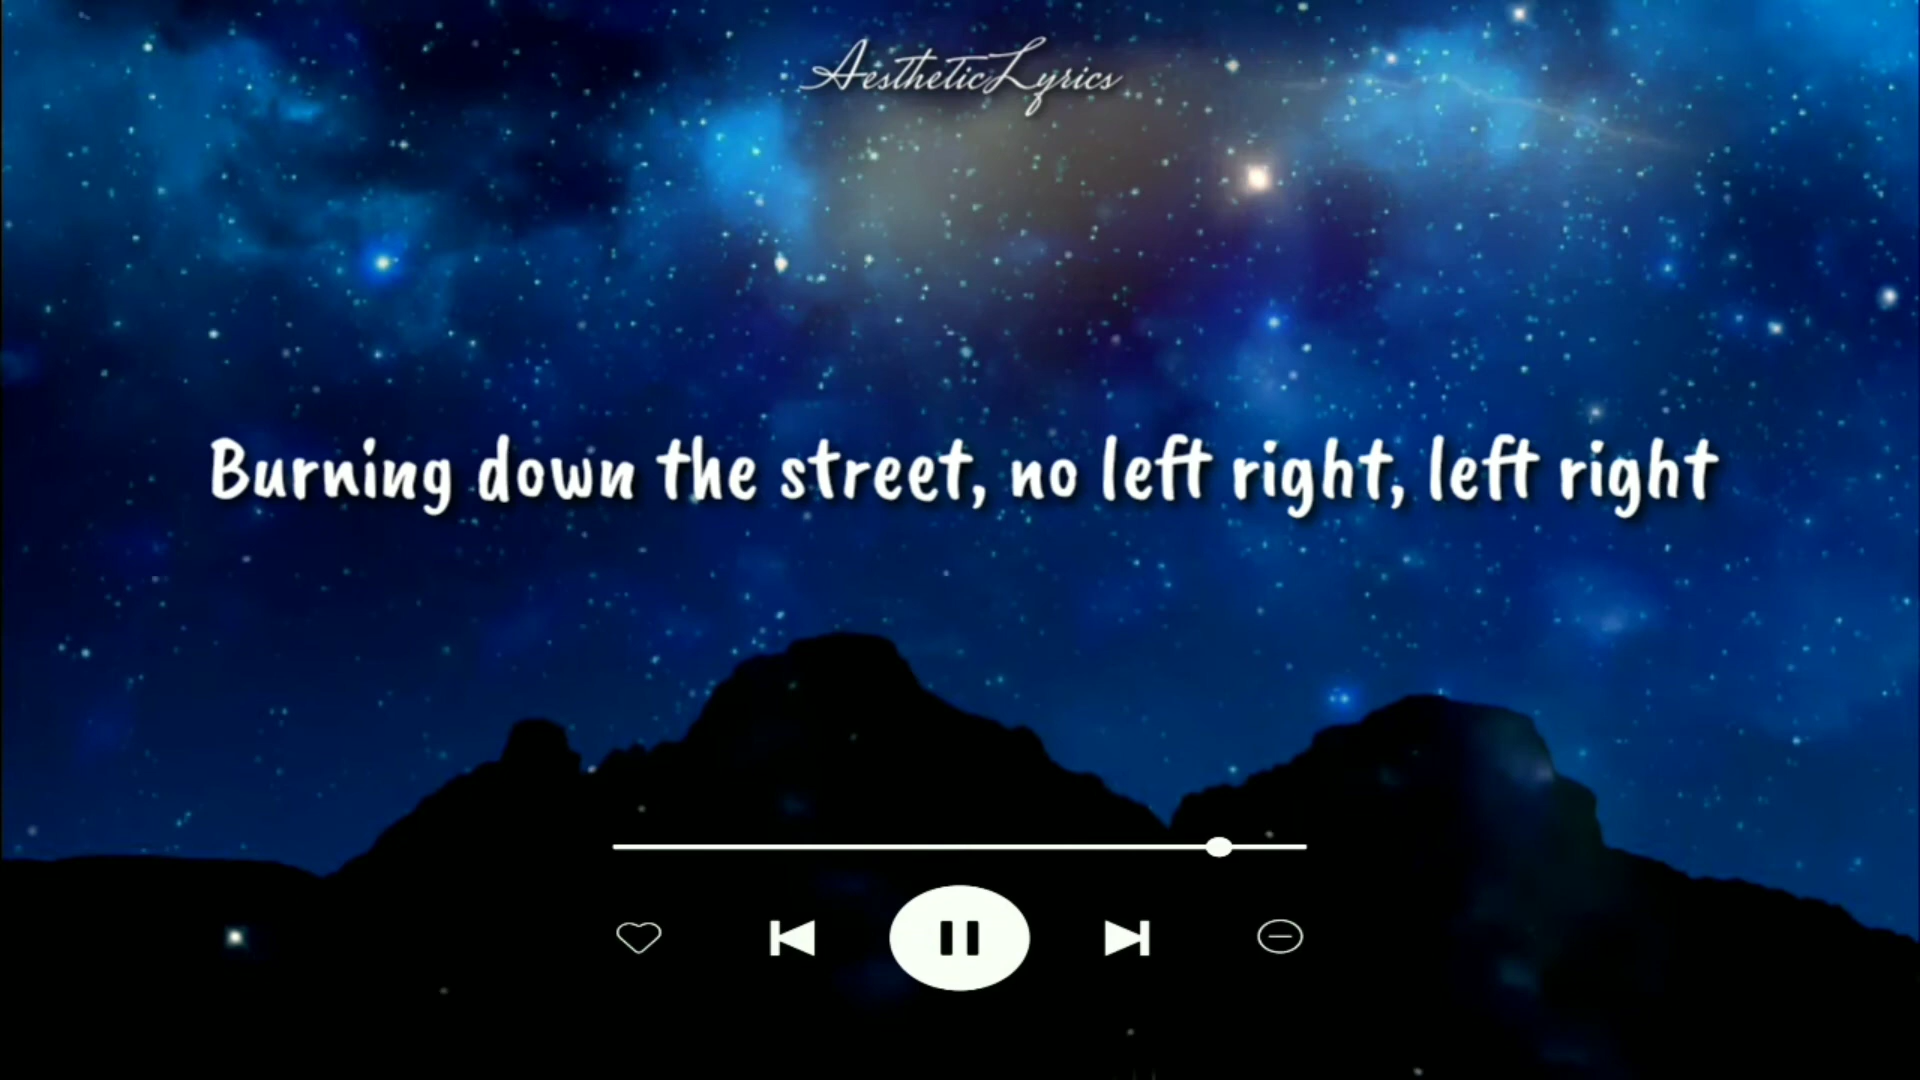 AestheticLyrics
Burning down the street, no left right, left right